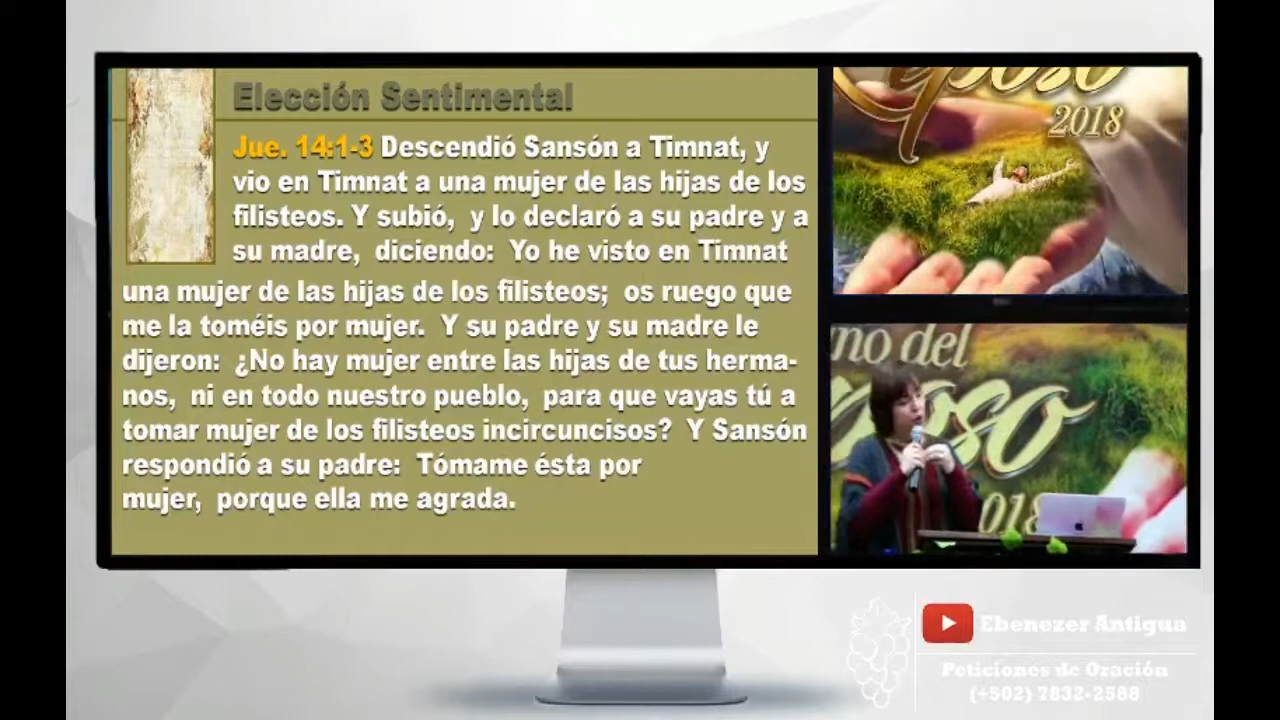 Elección Sentimental
Jue. 14:1-3 Descendió Sansón a Timnat, y
vio en Timnat a una mujer de las hijas de los
filisteos. Y subió, y lo declaró a su padre y a
su madre, diciendo: Yo he visto en Timnat
una mujer de las hijas de los filisteos; os ruego que
me la toméis por mujer. Y su padre y su madre le
dijeron: ¿No hay mujer entre las hijas de tus herma-
nos, ni en todo nuestro pueblo, para que vayas tú a
tomar mujer de los filisteos incircuncisos? Y Sansón
respondió a su padre: Tómame ésta por
mujer, porque ella me agrada.
2018
no del
poso
018
Ebenezer Antigua
Peticiones de Oración
(+502) 7832-2588